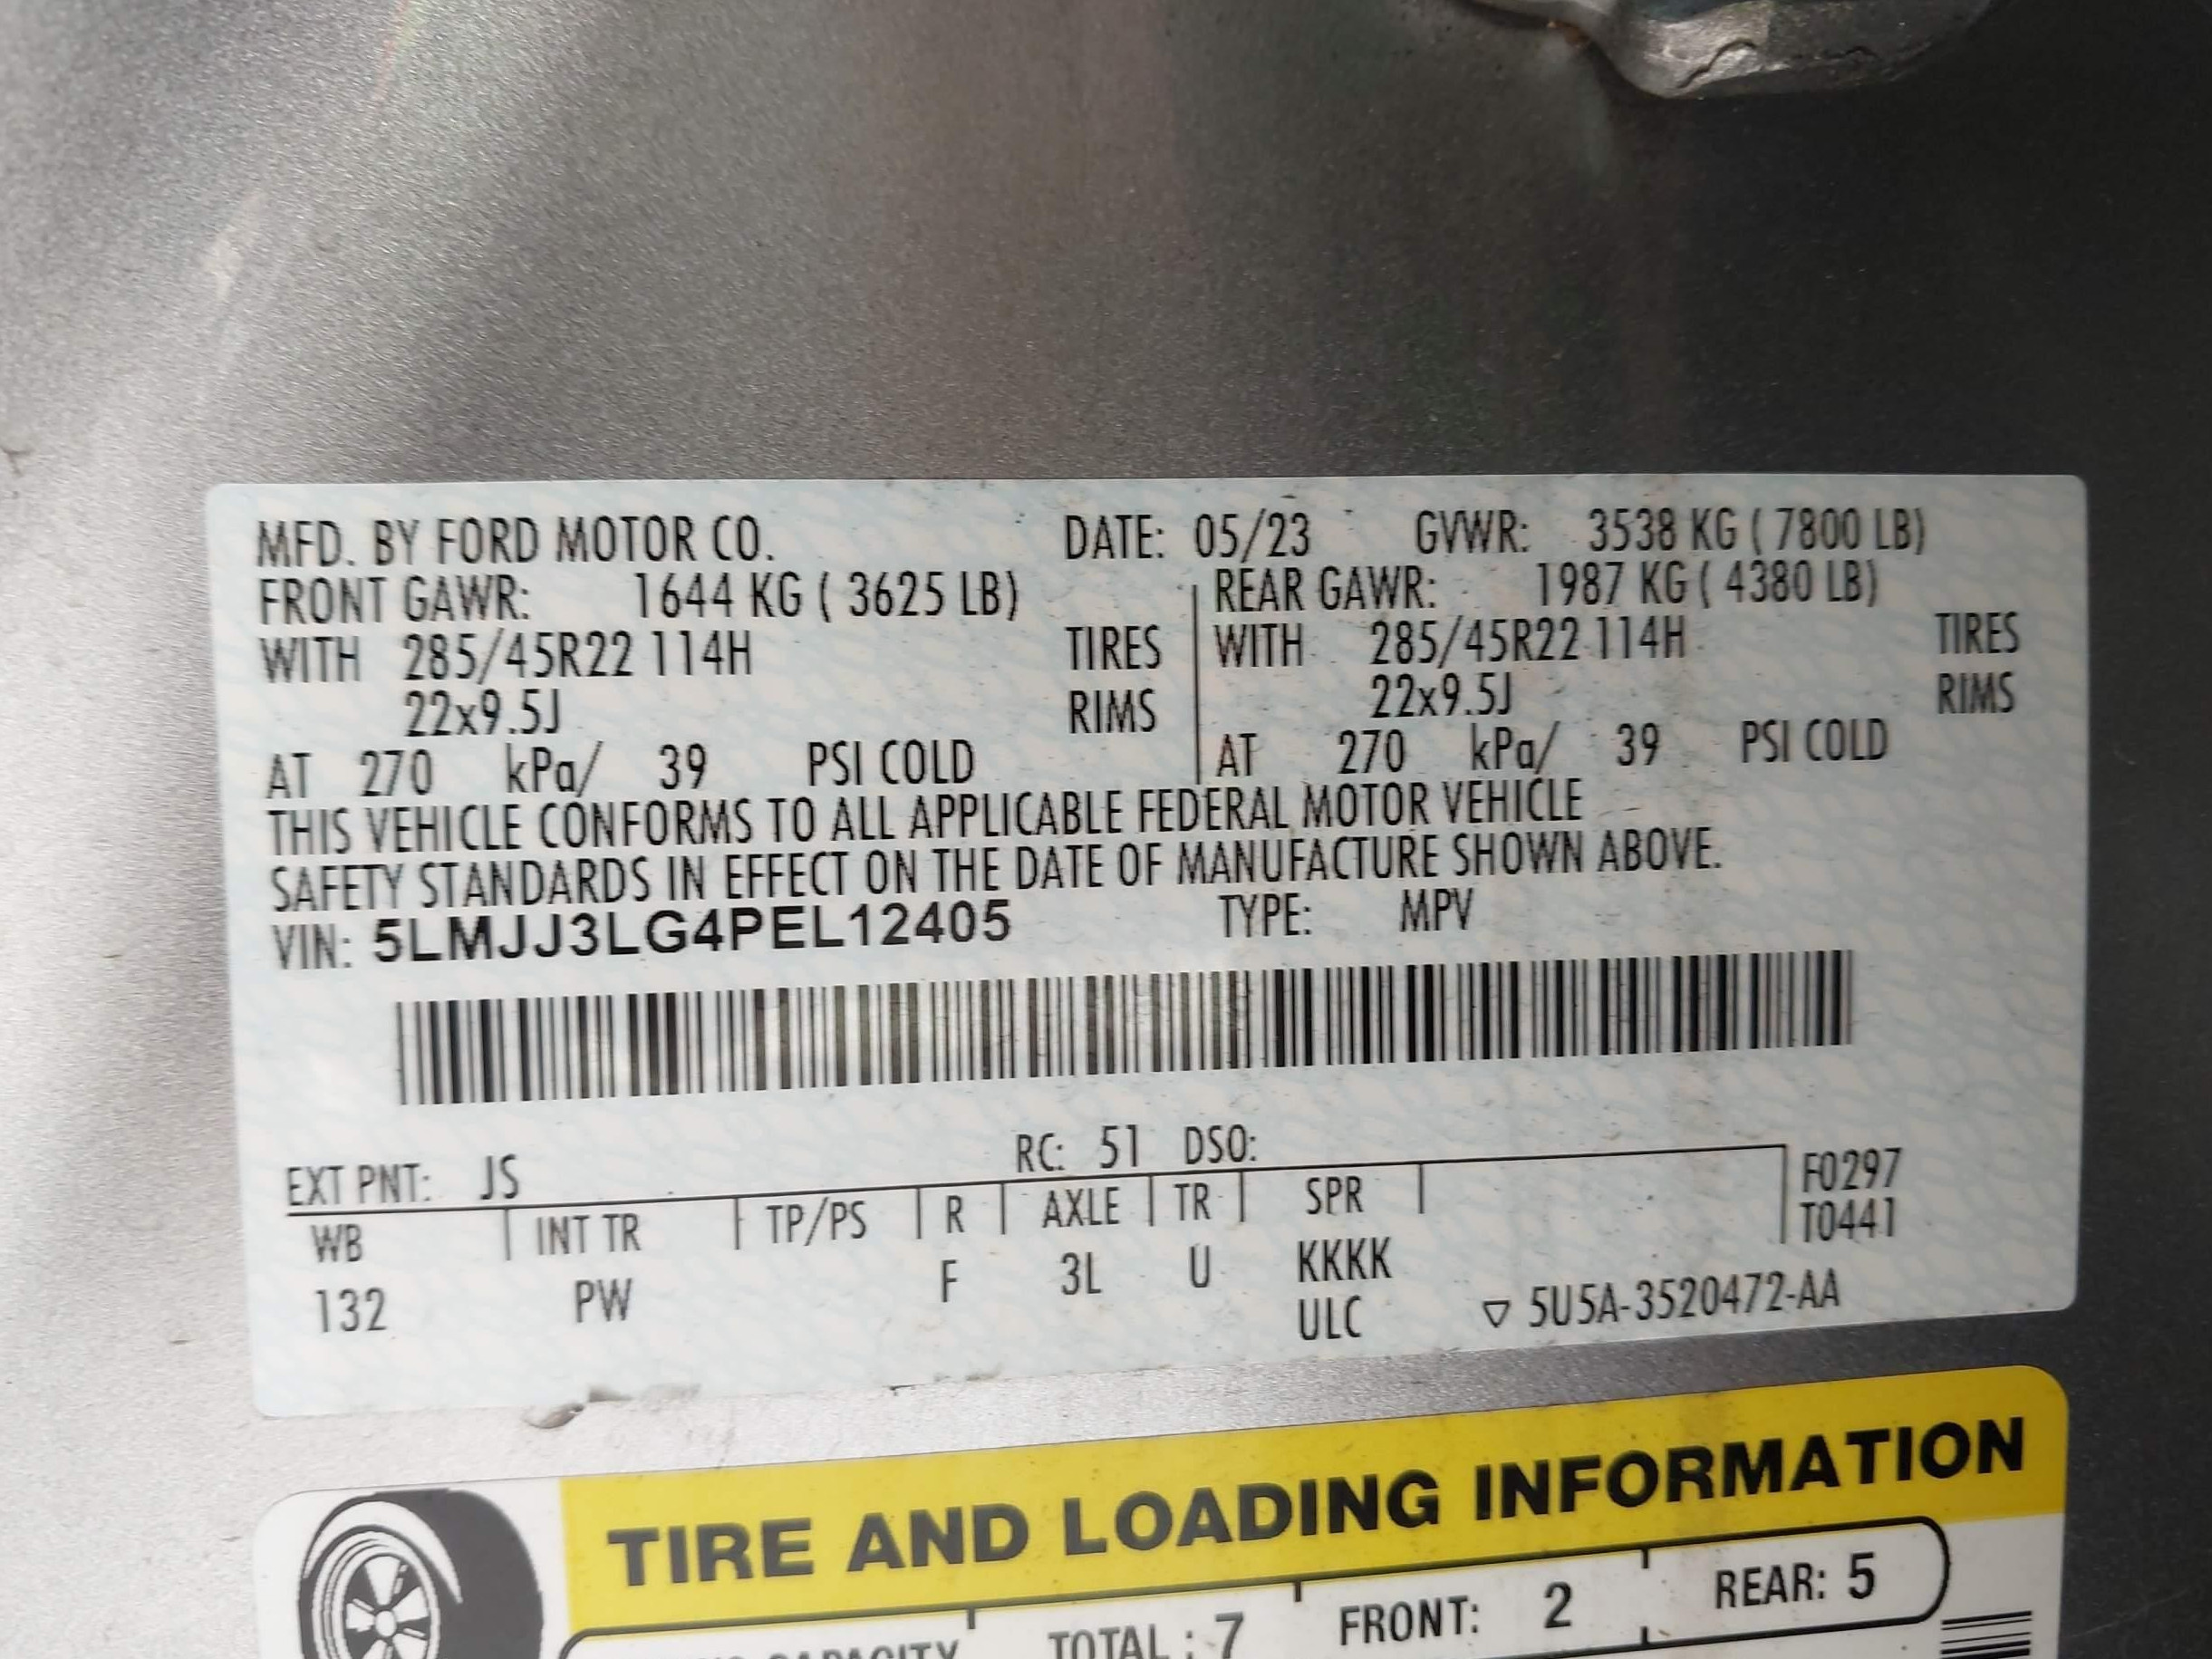 MFD. BY FORD MOTOR CO. DATE: 05/23 GVWR: 3538 KG ( 7800 LB)
FRONT GAWR: 1644 KG ( 3625 LB) REAR GAWR: 1987 KG ( 4380 LB)
WITH 285/45R22 114H TIRES WITH 285/45R22 114H TIRES
22x9.5J RIMS 22x9.5J RIMS
AT 270 kPa/ 39 PSI COLD AT 270 kPa/ 39 PSI COLD
THIS VEHICLE CONFORMS TO ALL APPLICABLE FEDERAL MOTOR VEHICLE
SAFETY STANDARDS IN EFFECT ON THE DATE OF MANUFACTURE SHOWN ABOVE.
VIN: 5LMJJ3LG4PEL12405 TYPE: MPV
EXT PNT: JS RC: 51 DSO:
WB INT TR TP/PS R AXLE TR SPR F0297
T0441
132 PW F 3L U KKKK
ULC ▽ 5U5A-3520472-AA
TIRE AND LOADING INFORMATION
CAPACITY TOTAL : 7 FRONT: 2 REAR: 5